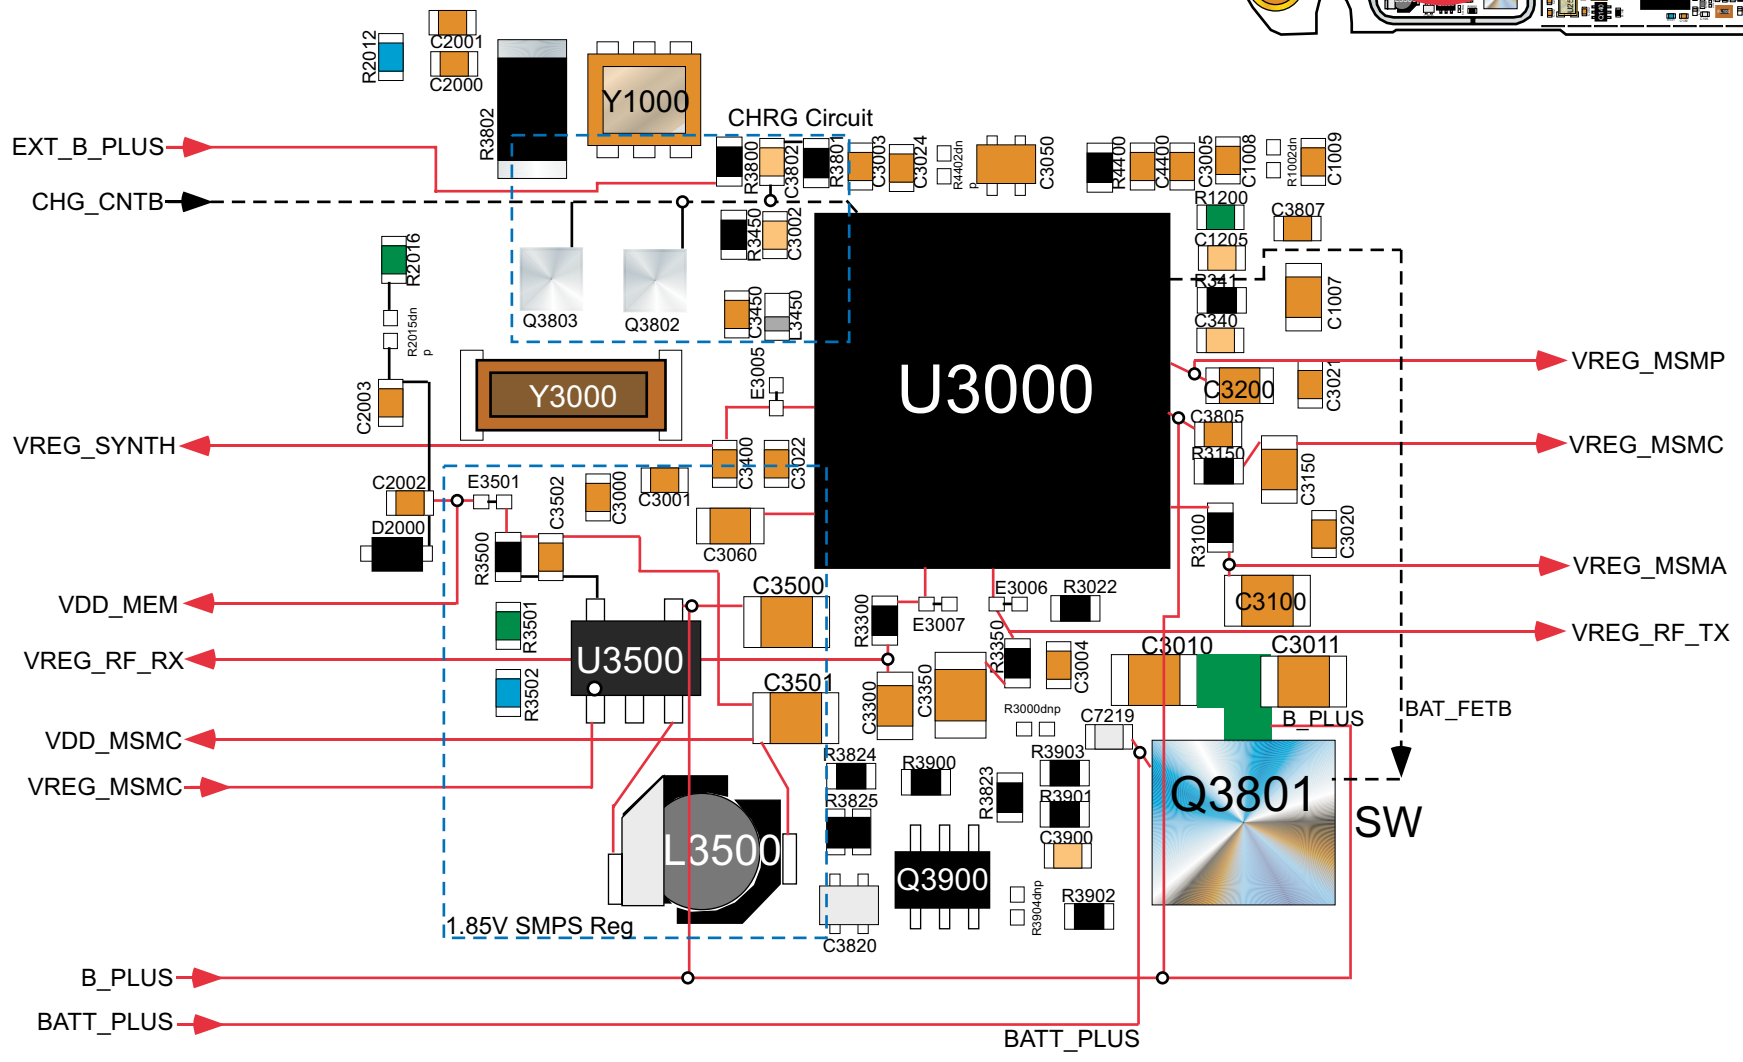 C2001
R2012
C2000
R3802
Y1000
CHRG Circuit
EXT_B_PLUS
R3800
C3802
R3801
C3003
C3024
R4402dn
p
C3050
R4400
C4400
C3005
C1008
R1002dn
C1009
CHG_CNTB
R1200
C3807
R2016
R3450
C3002
C1205
R341
C1007
Q3803
Q3802
C3450
L3450
C340
R2015dn
p
U3000
E3005
Y3000
VREG_MSMP
C3200
C3021
C2003
C3805
VREG_SYNTH
C3400
C3022
R3150
VREG_MSMC
C3150
C2002
E3501
C3502
C3000
C3001
D2000
R3500
C3060
R3100
C3020
VREG_MSMA
C3500
E3006
R3022
C3100
VDD_MEM
R3501
R3300
E3007
R3350
VREG_RF_TX
VREG_RF_RX
U3500
C3004
C3010
C3011
R3502
C3501
C3300
C3350
R3000dnp
C7219
B_PLUS
BAT_FETB
VDD_MSMC
R3824
R3900
R3823
R3903
VREG_MSMC
R3825
R3901
Q3801
SW
L3500
C3900
Q3900
R3904dnp
R3902
1.85V SMPS Reg
C3820
B_PLUS
BATT_PLUS
BATT_PLUS